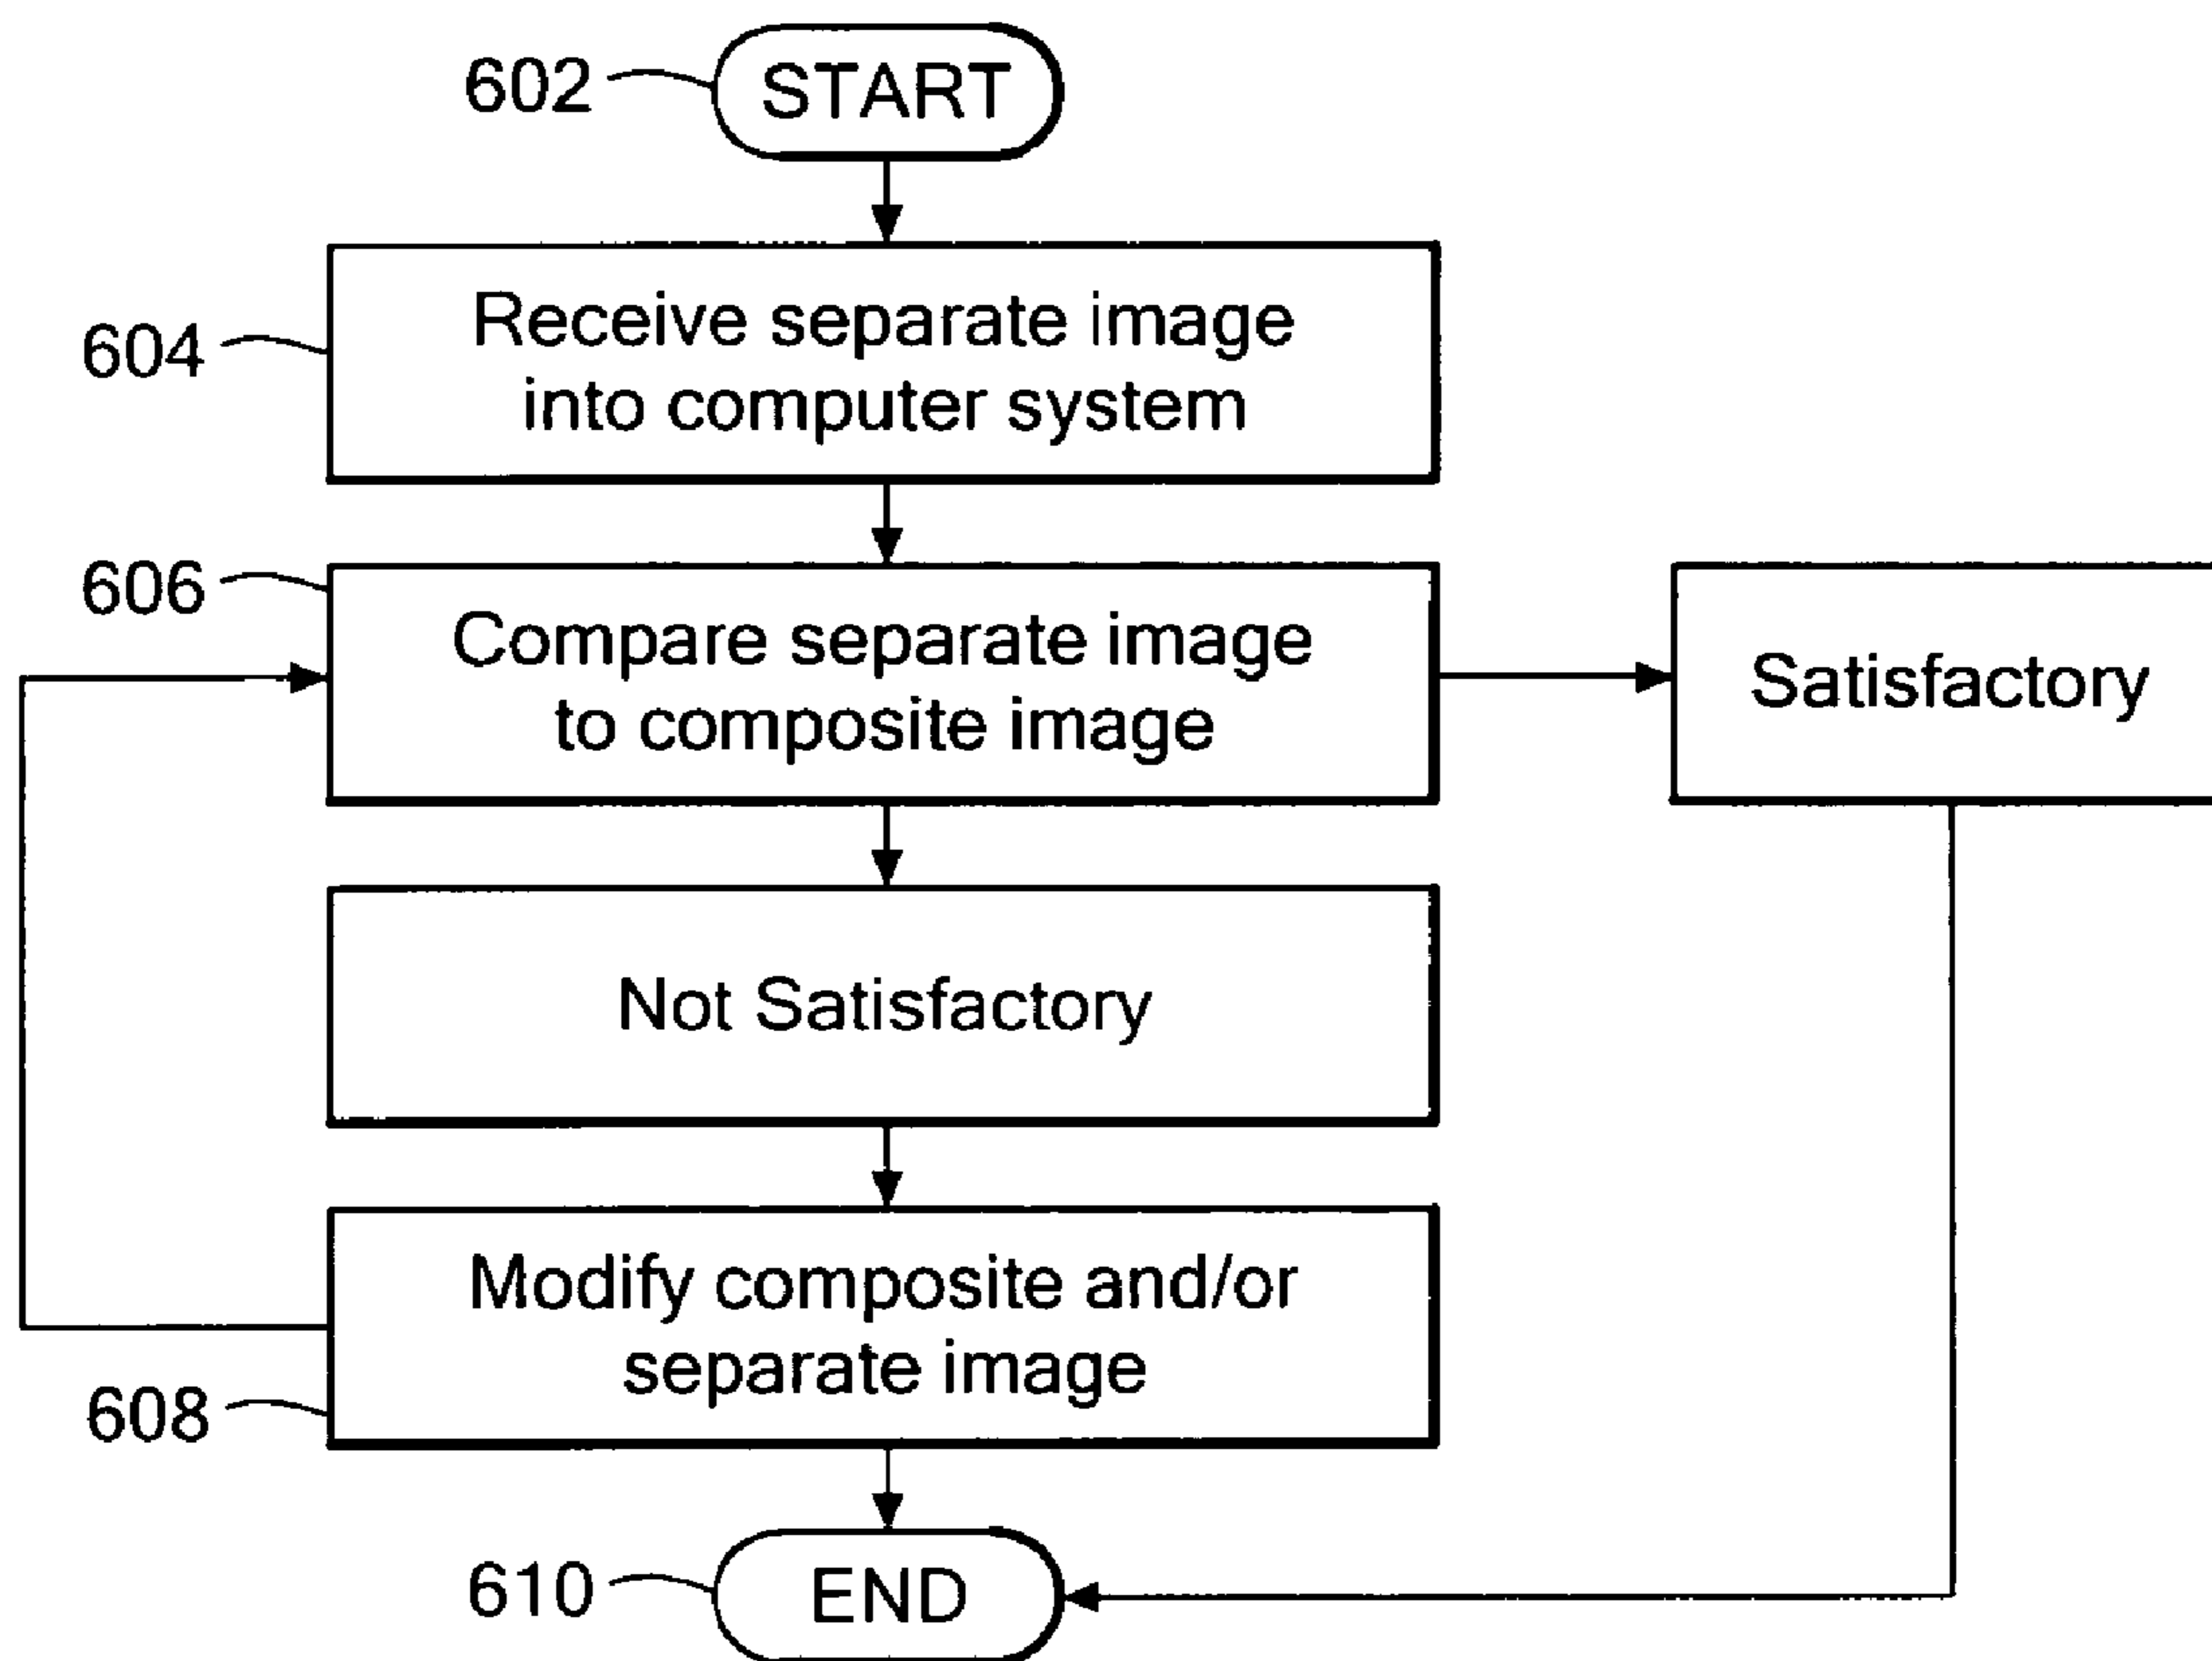 602
START
604
Receive separate image
into computer system
606
Compare separate image
to composite image
Satisfactory
Not Satisfactory
Modify composite and/or
separate image
608
610
END